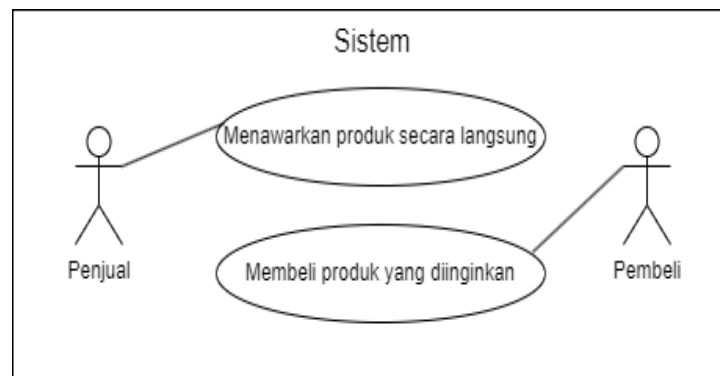 Sistem
Menawarkan produk secara langsung
Penjual
Membeli produk yang diinginkan
Pembeli